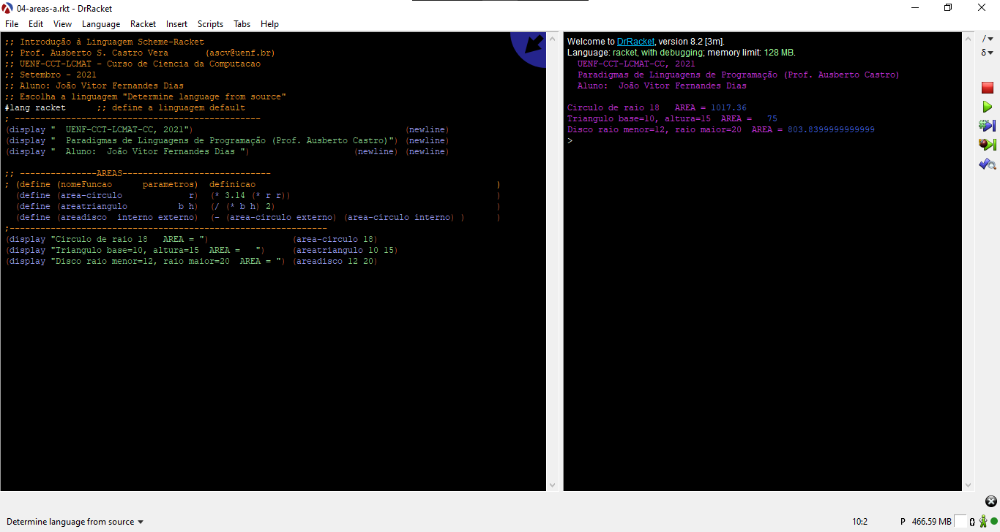 04-areas-a.rkt - DrRacket
File Edit View Language Racket Insert Scripts Tabs Help
;; Introdução à Linguagem Scheme-Racket
;; Prof. Ausberto S. Castro Vera       (ascv@uenf.br)
;; UENF-CCT-LCMAT - Curso de Ciencia da Computacao
;; Setembro - 2021
;; Aluno: João Vítor Fernandes Dias
;; Escolha a linguagem "Determine language from source"
#lang racket      ;; define a linguagem default
; ------------------------------------------------
(display "  UENF-CCT-LCMAT-CC, 2021")                                         (newline)
(display "  Paradigmas de Linguagens de Programação (Prof. Ausberto Castro)") (newline)
(display "  Aluno:  João Vítor Fernandes Dias ")                    (newline) (newline)
;; ---------------AREAS-----------------------------
; (define (nomeFuncao      parametros)  definicao                                               )
  (define (area-circulo             r)  (* 3.14 (* r r))                                        )
  (define (areatriangulo          b h)  (/ (* b h) 2)                                           )
  (define (areadisco  interno externo)  (- (area-circulo externo) (area-circulo interno) )      )
;--------------------------------------------------------------
(display "Circulo de raio 18   AREA = ")                (area-circulo 18)
(display "Triangulo base=10, altura=15  AREA =   ")     (areatriangulo 10 15)
(display "Disco raio menor=12, raio maior=20  AREA = ") (areadisco 12 20)
Welcome to DrRacket, version 8.2 [3m].
Language: racket, with debugging; memory limit: 128 MB.
  UENF-CCT-LCMAT-CC, 2021
  Paradigmas de Linguagens de Programação (Prof. Ausberto Castro)
  Aluno:  João Vítor Fernandes Dias
Circulo de raio 18   AREA = 1017.36
Triangulo base=10, altura=15  AREA =   75
Disco raio menor=12, raio maior=20  AREA = 803.8399999999999
>
/
δ
Determine language from source
10:2
P 466.59 MB